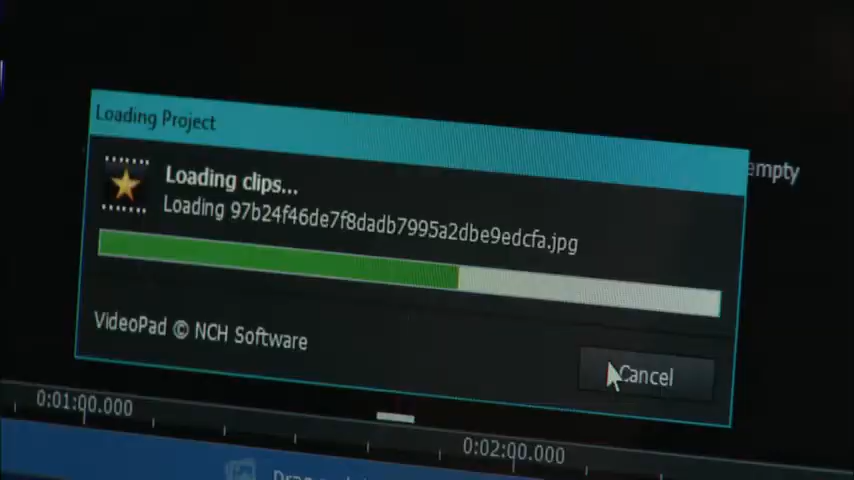 Loading Project
empty
Loading clips...
Loading 97b24f46de7f8dadb7995a2dbe9edcfa.jpg
VideoPad © NCH Software
Cancel
0:01:00.000
0:02:00.000